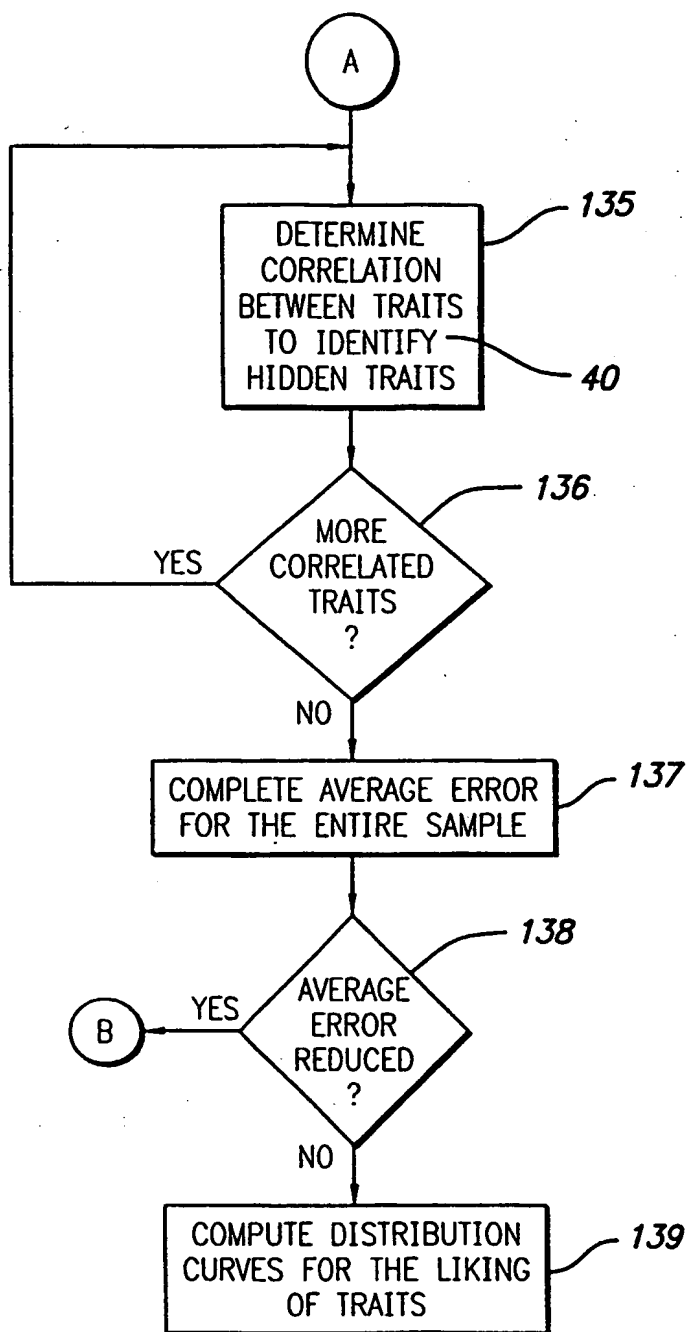 A
135
DETERMINE
CORRELATION
BETWEEN TRAITS
TO IDENTIFY
HIDDEN TRAITS
40
136
MORE
CORRELATED
TRAITS
?
YES
NO
137
COMPLETE AVERAGE ERROR
FOR THE ENTIRE SAMPLE
138
AVERAGE
ERROR
REDUCED
?
YES
B
NO
139
COMPUTE DISTRIBUTION
CURVES FOR THE LIKING
OF TRAITS